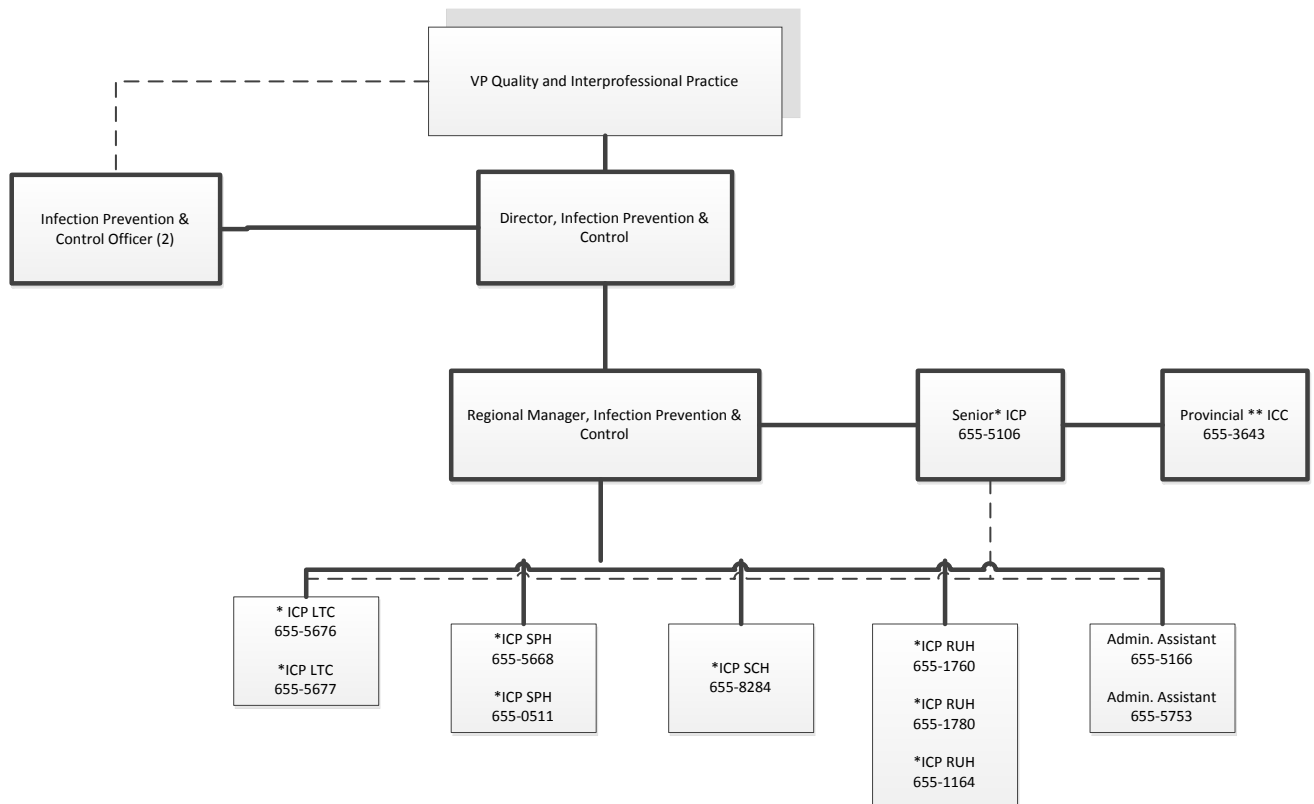 VP Quality and Interprofessional Practice
Infection Prevention &
Control Officer (2)
Director, Infection Prevention &
Control
Regional Manager, Infection Prevention &
Control
Senior* ICP
655-5106
Provincial ** ICC
655-3643
* ICP LTC
655-5676
*ICP LTC
655-5677
*ICP SPH
655-5668
*ICP SPH
655-0511
*ICP SCH
655-8284
*ICP RUH
655-1760
*ICP RUH
655-1780
*ICP RUH
655-1164
Admin. Assistant
655-5166
Admin. Assistant
655-5753